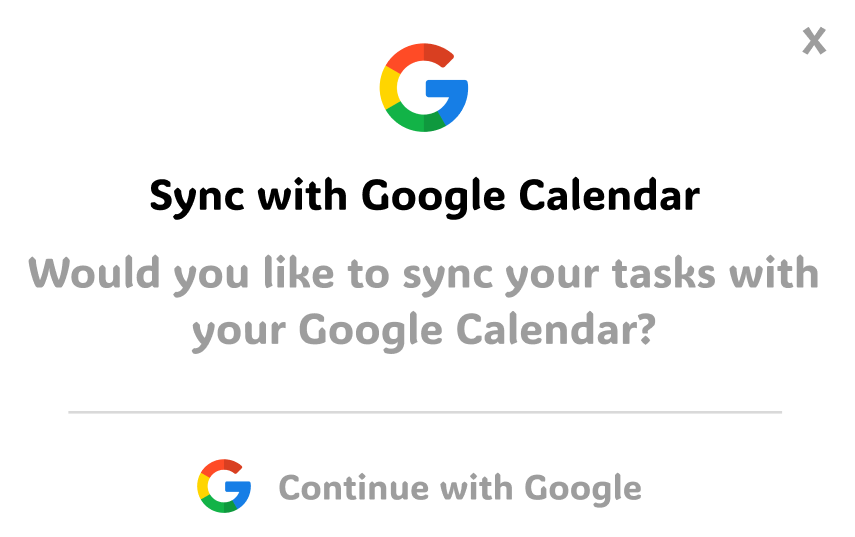 X
Sync with Google Calendar
Would you like to sync your tasks with
your Google Calendar?
Continue with Google